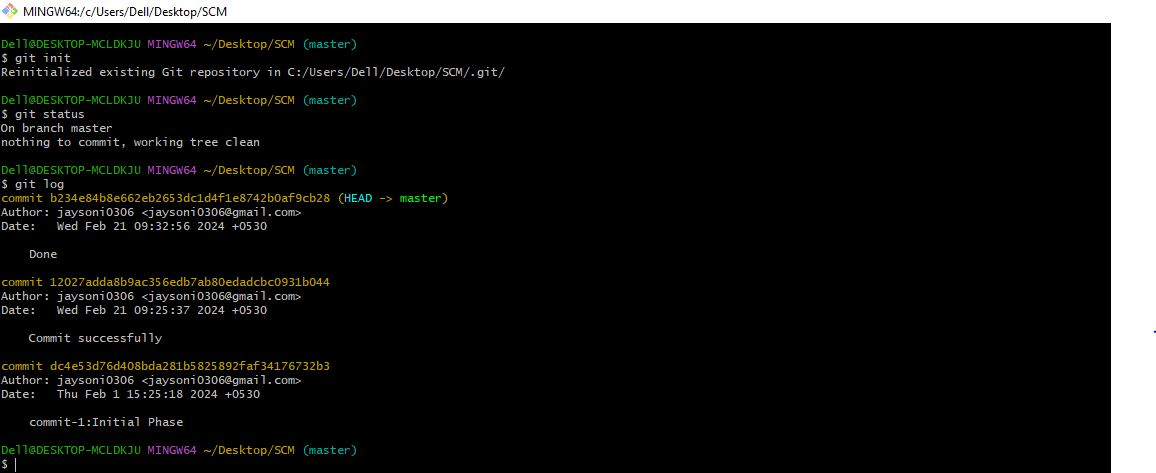 MINGW64:/c/Users/Dell/Desktop/SCM
Dell@DESKTOP-MCLDKJU MINGW64 ~/Desktop/SCM (master)
$ git init
Reinitialized existing Git repository in C:/Users/Dell/Desktop/SCM/.git/
Dell@DESKTOP-MCLDKJU MINGW64 ~/Desktop/SCM (master)
$ git status
On branch master
nothing to commit, working tree clean
Dell@DESKTOP-MCLDKJU MINGW64 ~/Desktop/SCM (master)
$ git log
commit b234e84b8e662eb2653dc1d4f1e8742b0af9cb28 (HEAD -> master)
Author: jaysoni0306 <jaysoni0306@gmail.com>
Date:   Wed Feb 21 09:32:56 2024 +0530
    Done
commit 12027adda8b9ac356edb7ab80edadcbc0931b044
Author: jaysoni0306 <jaysoni0306@gmail.com>
Date:   Wed Feb 21 09:25:37 2024 +0530
    Commit successfully
commit dc4e53d76d408bda281b5825892faf34176732b3
Author: jaysoni0306 <jaysoni0306@gmail.com>
Date:   Thu Feb 1 15:25:18 2024 +0530
    commit-1:Initial Phase
Dell@DESKTOP-MCLDKJU MINGW64 ~/Desktop/SCM (master)
$